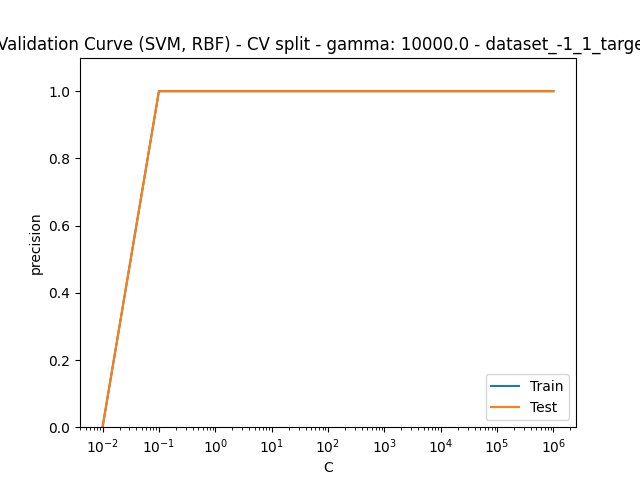 Validation Curve (SVM, RBF) - CV split - gamma: 10000.0 - dataset_-1_1_targe
1.0
0.8
0.6
0.4
0.2
0.0
precision
10⁻² 10⁻¹ 10⁰ 10¹ 10² 10³ 10⁴ 10⁵ 10⁶
C
Train
Test